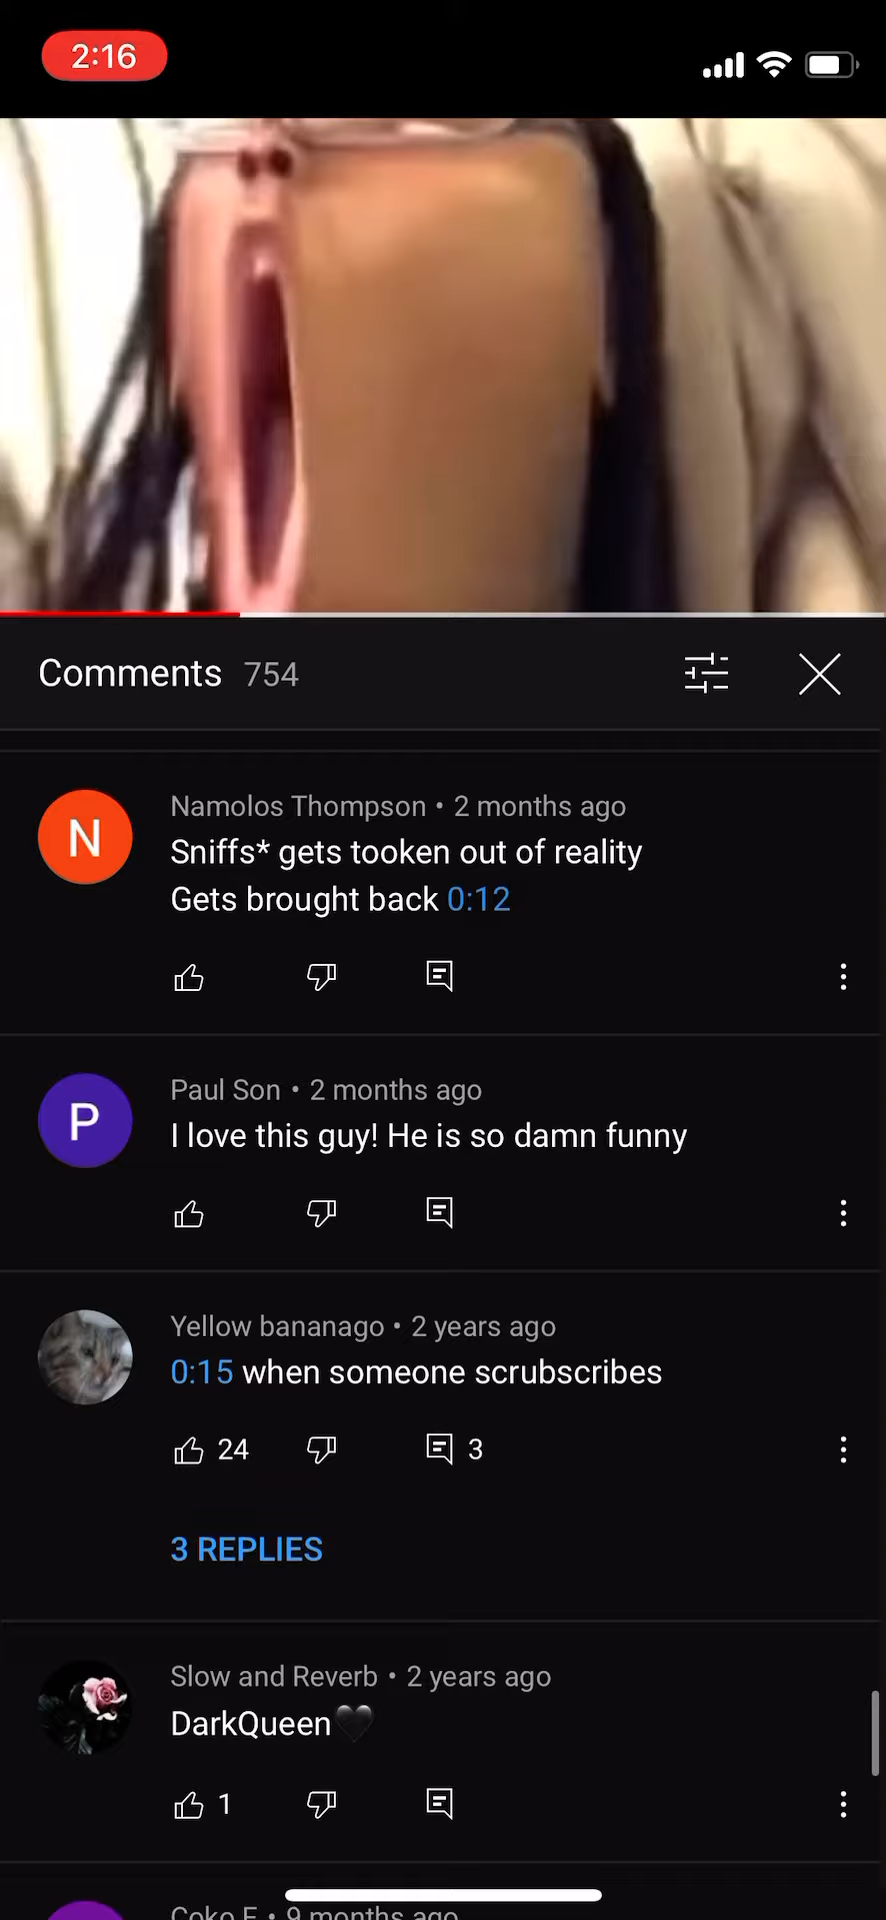 2:16
Comments 754
N
Namolos Thompson • 2 months ago
Sniffs* gets tooken out of reality
Gets brought back 0:12
P
Paul Son • 2 months ago
I love this guy! He is so damn funny
Yellow bananago • 2 years ago
0:15 when someone scrubscribes
24 3
3 REPLIES
Slow and Reverb • 2 years ago
DarkQueen🖤
1
Coko F • 9 months ago